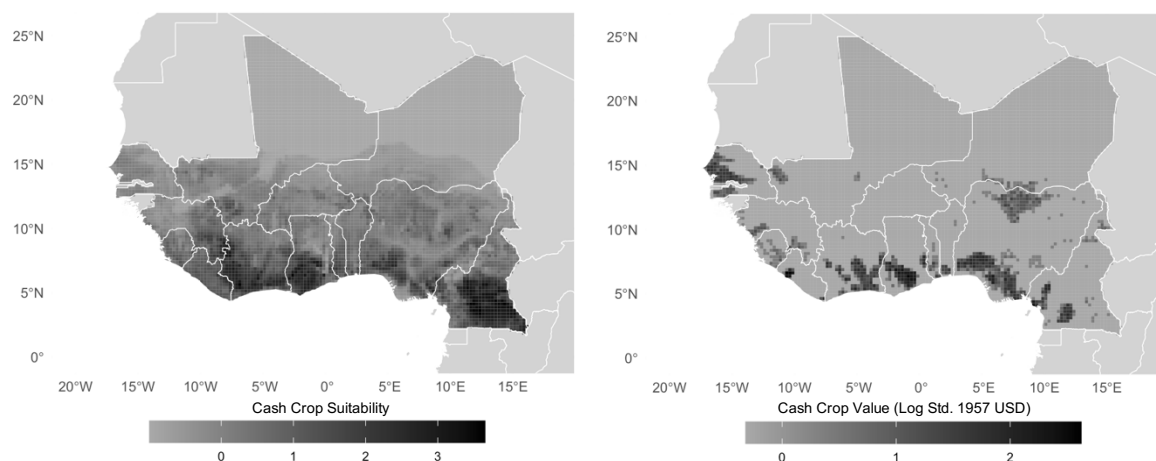 25°N
20°N
15°N
10°N
5°N
0°
20°W 15°W 10°W 5°W 0° 5°E 10°E 15°E
Cash Crop Suitability
0 1 2 3
25°N
20°N
15°N
10°N
5°N
0°
20°W 15°W 10°W 5°W 0° 5°E 10°E 15°E
Cash Crop Value (Log Std. 1957 USD)
0 1 2